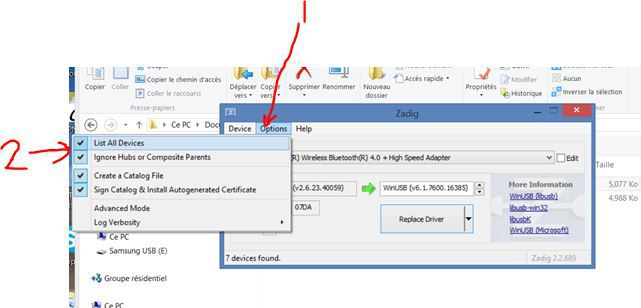 1
2
Copier
Coller
Couper
Copier le chemin d'accès
Coller le raccourci
Presse-papiers
Déplacer
vers
Copier
vers
Supprimer
Renommer
Nouveau
dossier
Accès rapide
Propriétés
Modifier
Historique
Aucun
Inverser la sélection
Ce PC
Docu
Taille
5,077 Ko
4,988 Ko
Zadig
Device Options Help
List All Devices
Ignore Hubs or Composite Parents
Create a Catalog File
Sign Catalog & Install Autogenerated Certificate
Advanced Mode
Log Verbosity
R) Wireless Bluetooth(R) 4.0 + High Speed Adapter
Edit
(v2.6.23.40059)
WinUSB (v6.1.7600.16385)
07DA
Replace Driver
More Information
WinUSB (libusb)
libusb-win32
libusbK
WinUSB (Microsoft)
7 devices found.
Zadig 2.2.689
Ce PC
Samsung USB (E)
Groupe résidentiel